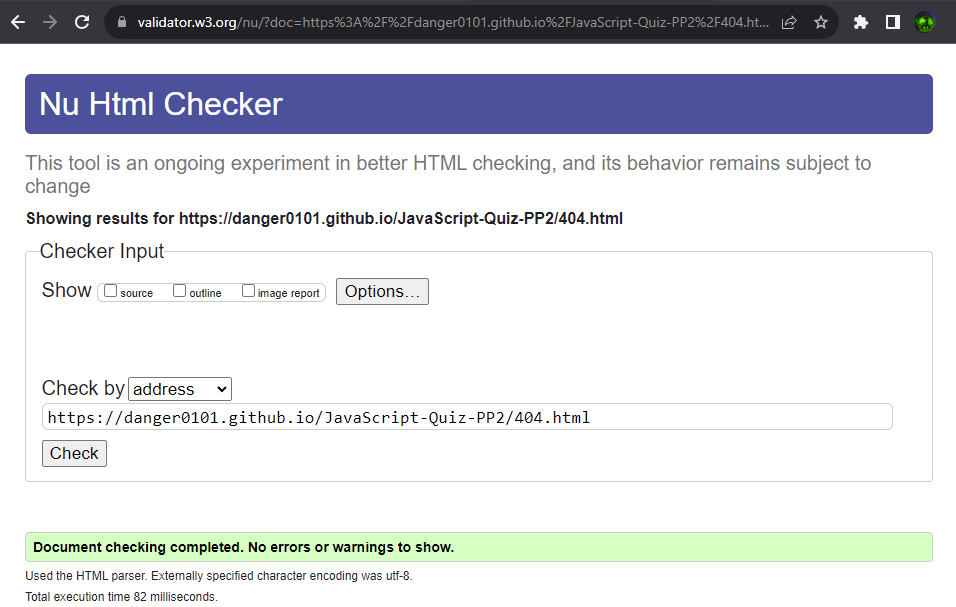 validator.w3.org/nu/?doc=https%3A%2F%2Fdanger0101.github.io%2FJavaScript-Quiz-PP2%2F404.ht...
Nu Html Checker
This tool is an ongoing experiment in better HTML checking, and its behavior remains subject to
change
Showing results for https://danger0101.github.io/JavaScript-Quiz-PP2/404.html
Checker Input
Show source outline image report Options...
Check by address
https://danger0101.github.io/JavaScript-Quiz-PP2/404.html
Check
Document checking completed. No errors or warnings to show.
Used the HTML parser. Externally specified character encoding was utf-8.
Total execution time 82 milliseconds.